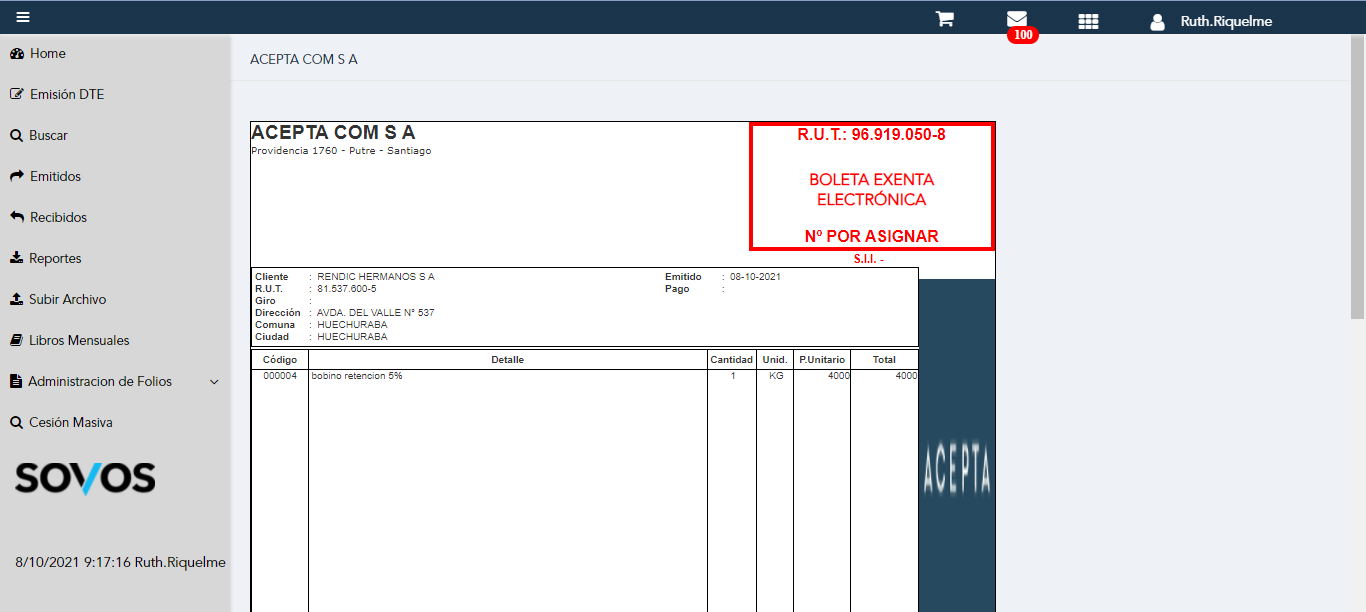 Ruth.Riquelme
100
Home
Emisión DTE
Buscar
Emitidos
Recibidos
Reportes
Subir Archivo
Libros Mensuales
Administracion de Folios
Cesión Masiva
SOVOS
8/10/2021 9:17:16 Ruth.Riquelme
ACEPTA COM S A
ACEPTA COM S A
Providencia 1760 - Putre - Santiago
R.U.T.: 96.919.050-8
BOLETA EXENTA
ELECTRÓNICA
Nº POR ASIGNAR
S.I.I. -
Cliente : RENDIC HERMANOS S A Emitido : 08-10-2021
R.U.T. : 81.537.600-5 Pago :
Giro :
Dirección : AVDA. DEL VALLE N° 537
Comuna : HUECHURABA
Ciudad : HUECHURABA
Código Detalle Cantidad Unid. P.Unitario Total
000004 bobino retencion 5% 1 KG 4000 4000
ACEPTA